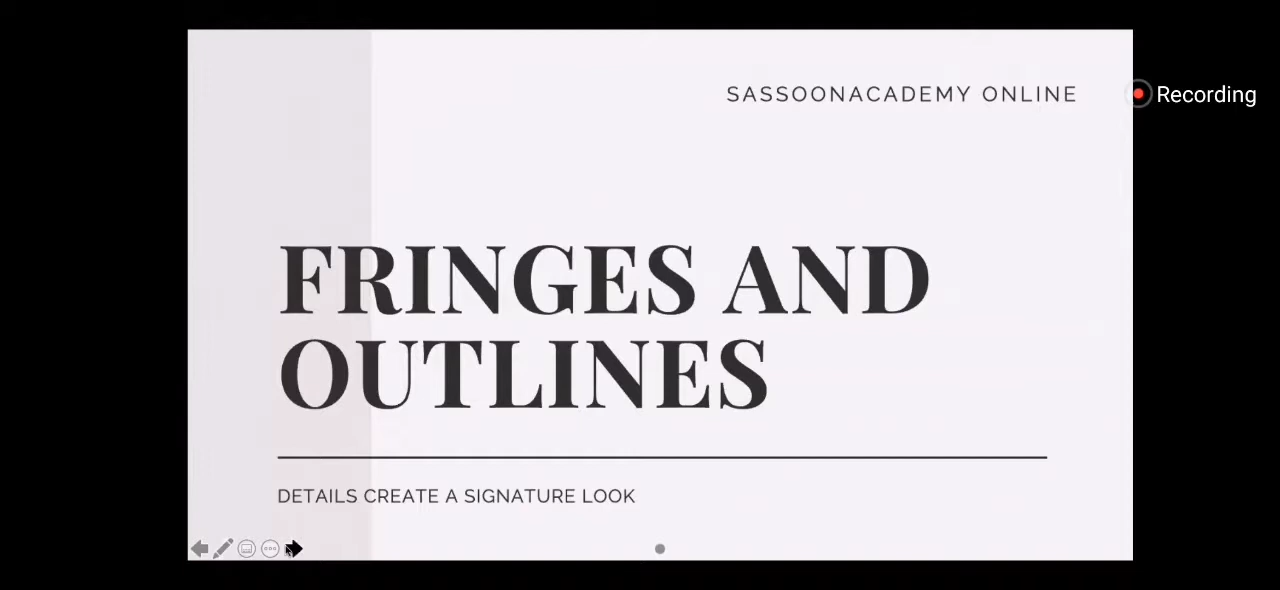 SASSOONACADEMY ONLINE
Recording
FRINGES AND
OUTLINES
DETAILS CREATE A SIGNATURE LOOK